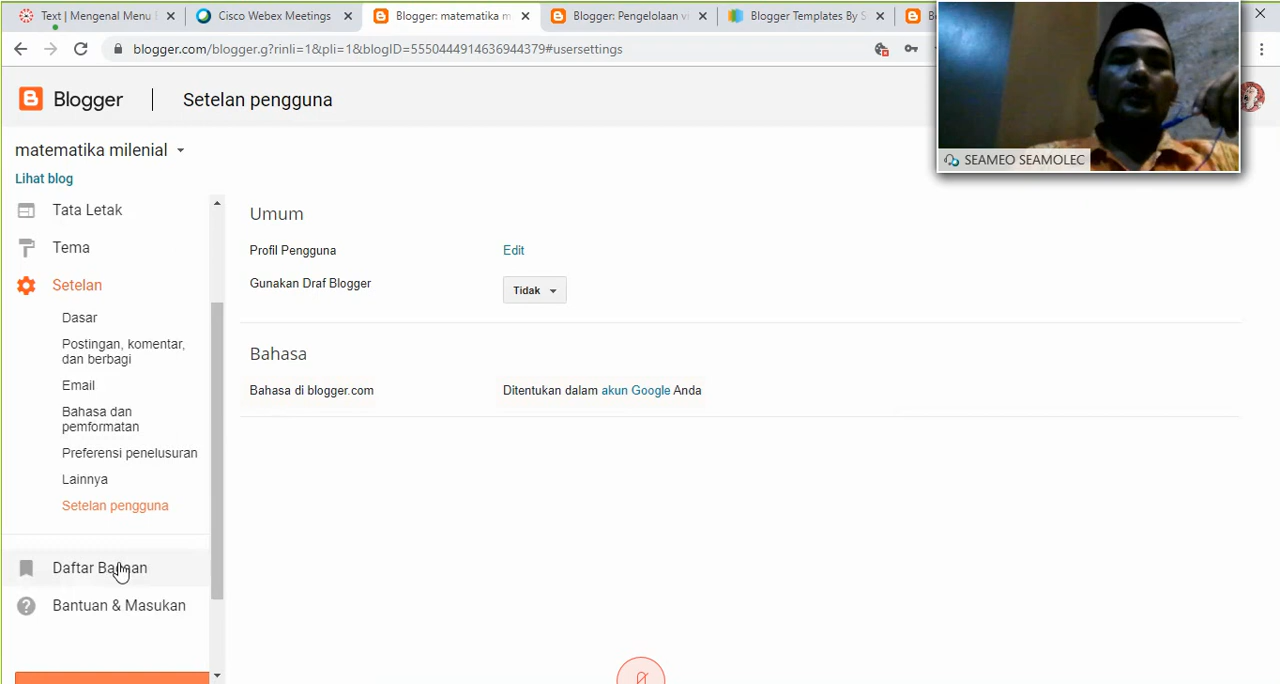 Text | Mengenal Menu
Cisco Webex Meetings
Blogger: matematika m
Blogger: Pengelolaan
Blogger Templates By S
blogger.com/blogger.g?rinli=1&pli=1&blogID=5550444914636944379#usersettings
Blogger
Setelan pengguna
SEAMEO SEAMOLEC
matematika milenial
Lihat blog
Tata Letak
Tema
Setelan
Dasar
Postingan, komentar,
dan berbagi
Email
Bahasa dan
pemformatan
Preferensi penelusuran
Lainnya
Setelan pengguna
Daftar Bacaan
Bantuan & Masukan
Umum
Profil Pengguna
Edit
Gunakan Draf Blogger
Tidak
Bahasa
Bahasa di blogger.com
Ditentukan dalam akun Google Anda